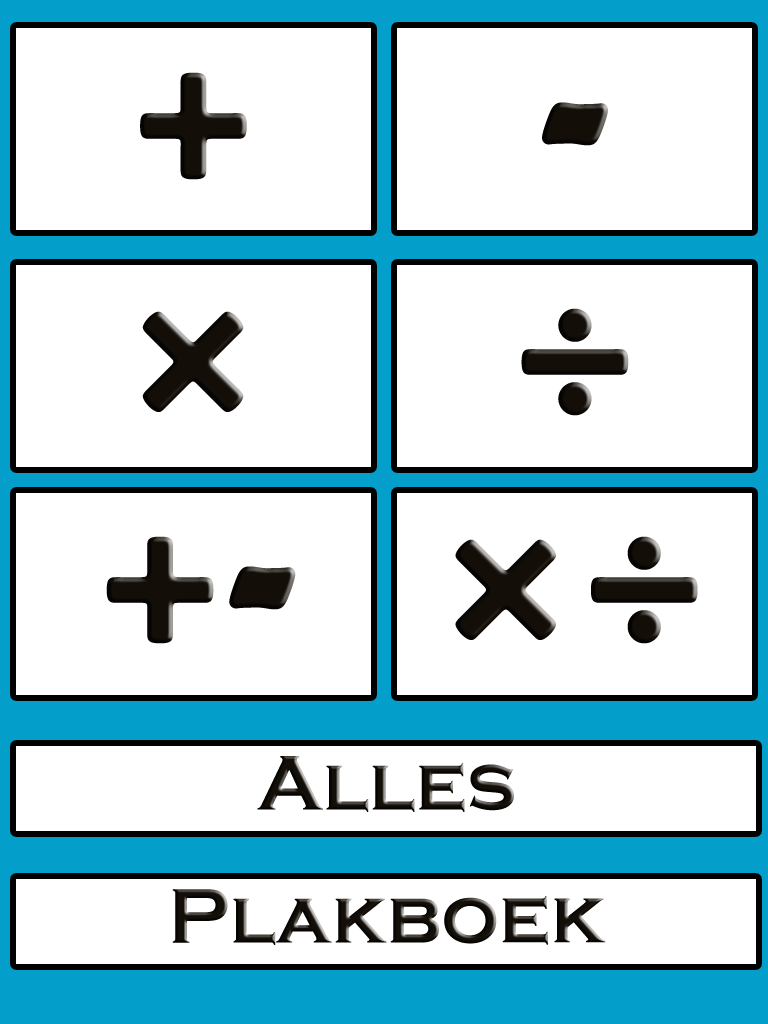 + -
× ÷
+ - × ÷
Alles
Plakboek